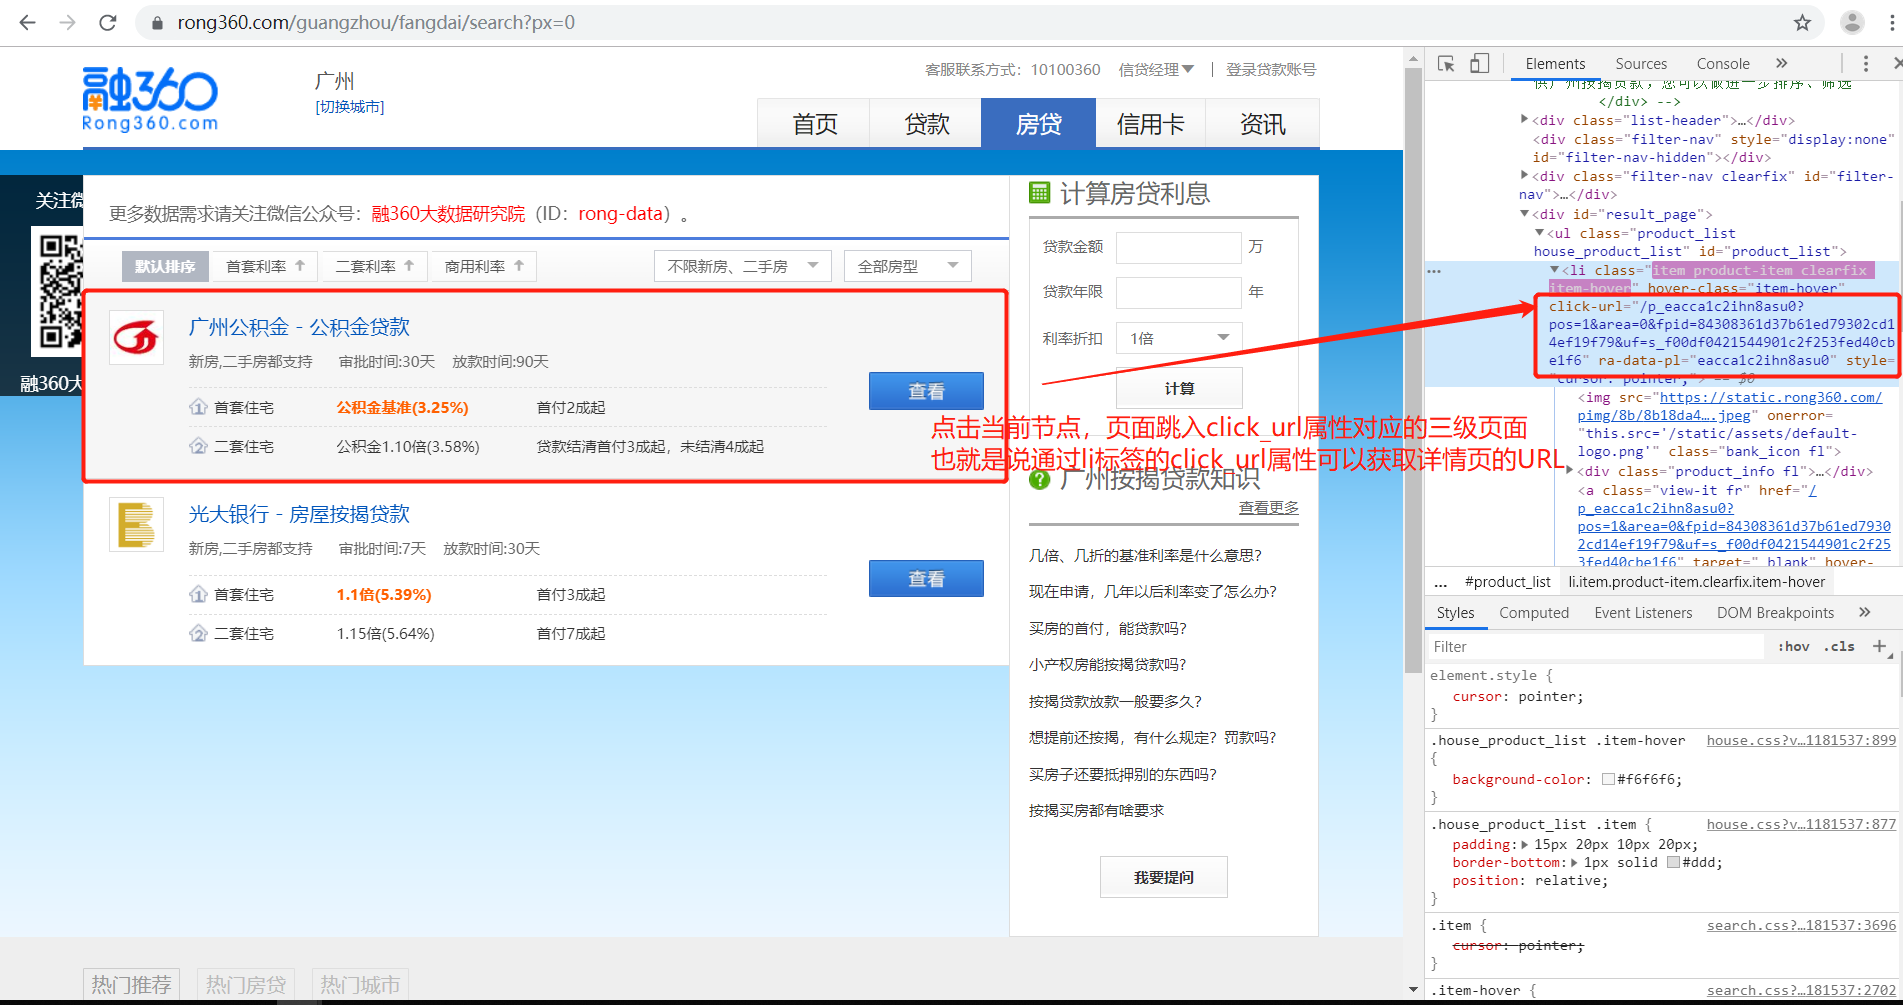 rong360.com/guangzhou/fangdai/search?px=0
融360
Rong360.com
广州
[切换城市]
客服联系方式：10100360 信贷经理 | 登录贷款账号
首页 贷款 房贷 信用卡 资讯
关注微
融360大
更多数据需求请关注微信公众号：融360大数据研究院（ID：rong-data）。
默认排序 首套利率 二套利率 商用利率 不限新房、二手房 全部房型
广州公积金 - 公积金贷款
新房,二手房都支持 审批时间:30天 放款时间:90天
1 首套住宅 公积金基准(3.25%) 首付2成起
2 二套住宅 公积金1.10倍(3.58%) 贷款结清首付3成起，未结清4成起
查看
光大银行 - 房屋按揭贷款
新房,二手房都支持 审批时间:7天 放款时间:30天
1 首套住宅 1.1倍(5.39%) 首付3成起
2 二套住宅 1.15倍(5.64%) 首付7成起
查看
计算房贷利息
贷款金额 万
贷款年限 年
利率折扣 1倍
计算
点击当前节点，页面跳入click_url属性对应的三级页面
也就是说通过li标签的click_url属性可以获取详情页的URL
? 广州按揭贷款知识
查看更多
几倍、几折的基准利率是什么意思?
现在申请，几年以后利率变了怎么办?
买房的首付，能贷款吗?
小产权房能按揭贷款吗?
按揭贷款放款一般要多久?
想提前还按揭，有什么规定？罚款吗?
买房子还要抵押别的东西吗?
按揭买房都有啥要求
我要提问
热门推荐 热门房贷 热门城市
Elements Sources Console »
供广州按揭贷款，您可以做进一步排序、筛选
</div> -->
<div class="list-header">…</div>
<div class="filter-nav" style="display:none"
id="filter-nav-hidden"></div>
<div class="filter-nav clearfix" id="filter-
nav">…</div>
<div id="result_page">
<ul class="product_list
house_product_list" id="product_list">
<li class="item product-item clearfix
item-hover" hover-class="item-hover"
click-url="/p_eacca1c2ihn8asu0?
pos=1&area=0&fpid=84308361d37b61ed79302cd1
4ef19f79&uf=s_f00df0421544901c2f253fed40cb
e1f6" ra-data-pl="eacca1c2ihn8asu0" style=
"cursor: pointer;"> == $0
<img src="https://static.rong360.com/
pimg/8b/8b18da4….jpeg" onerror=
"this.src='/static/assets/default-
logo.png'" class="bank_icon fl">
<div class="product_info fl">…</div>
<a class="view-it fr" href="/
p_eacca1c2ihn8asu0?
pos=1&area=0&fpid=84308361d37b61ed7930
2cd14ef19f79&uf=s_f00df0421544901c2f25
3fed40cbe1f6" target="_blank" hover-
... #product_list li.item.product-item.clearfix.item-hover
Styles Computed Event Listeners DOM Breakpoints »
Filter :hov .cls +
element.style {
cursor: pointer;
}
.house_product_list .item-hover house.css?v…1181537:899
{
background-color: #f6f6f6;
}
.house_product_list .item { house.css?v…1181537:877
padding: 15px 20px 10px 20px;
border-bottom: 1px solid #ddd;
position: relative;
}
.item { search.css?…181537:3696
cursor: pointer;
}
.item-hover { search.css?…181537:2702